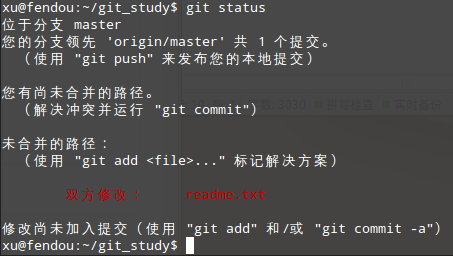 xu@fendou:~/git_study$ git status
位于分支 master
您的分支领先 'origin/master' 共 1 个提交。
（使用 "git push" 来发布您的本地提交）
您有尚未合并的路径。
（解决冲突并运行 "git commit"）
未合并的路径：
（使用 "git add <file>..." 标记解决方案）
双方修改： readme.txt
修改尚未加入提交（使用 "git add" 和/或 "git commit -a"）
xu@fendou:~/git_study$